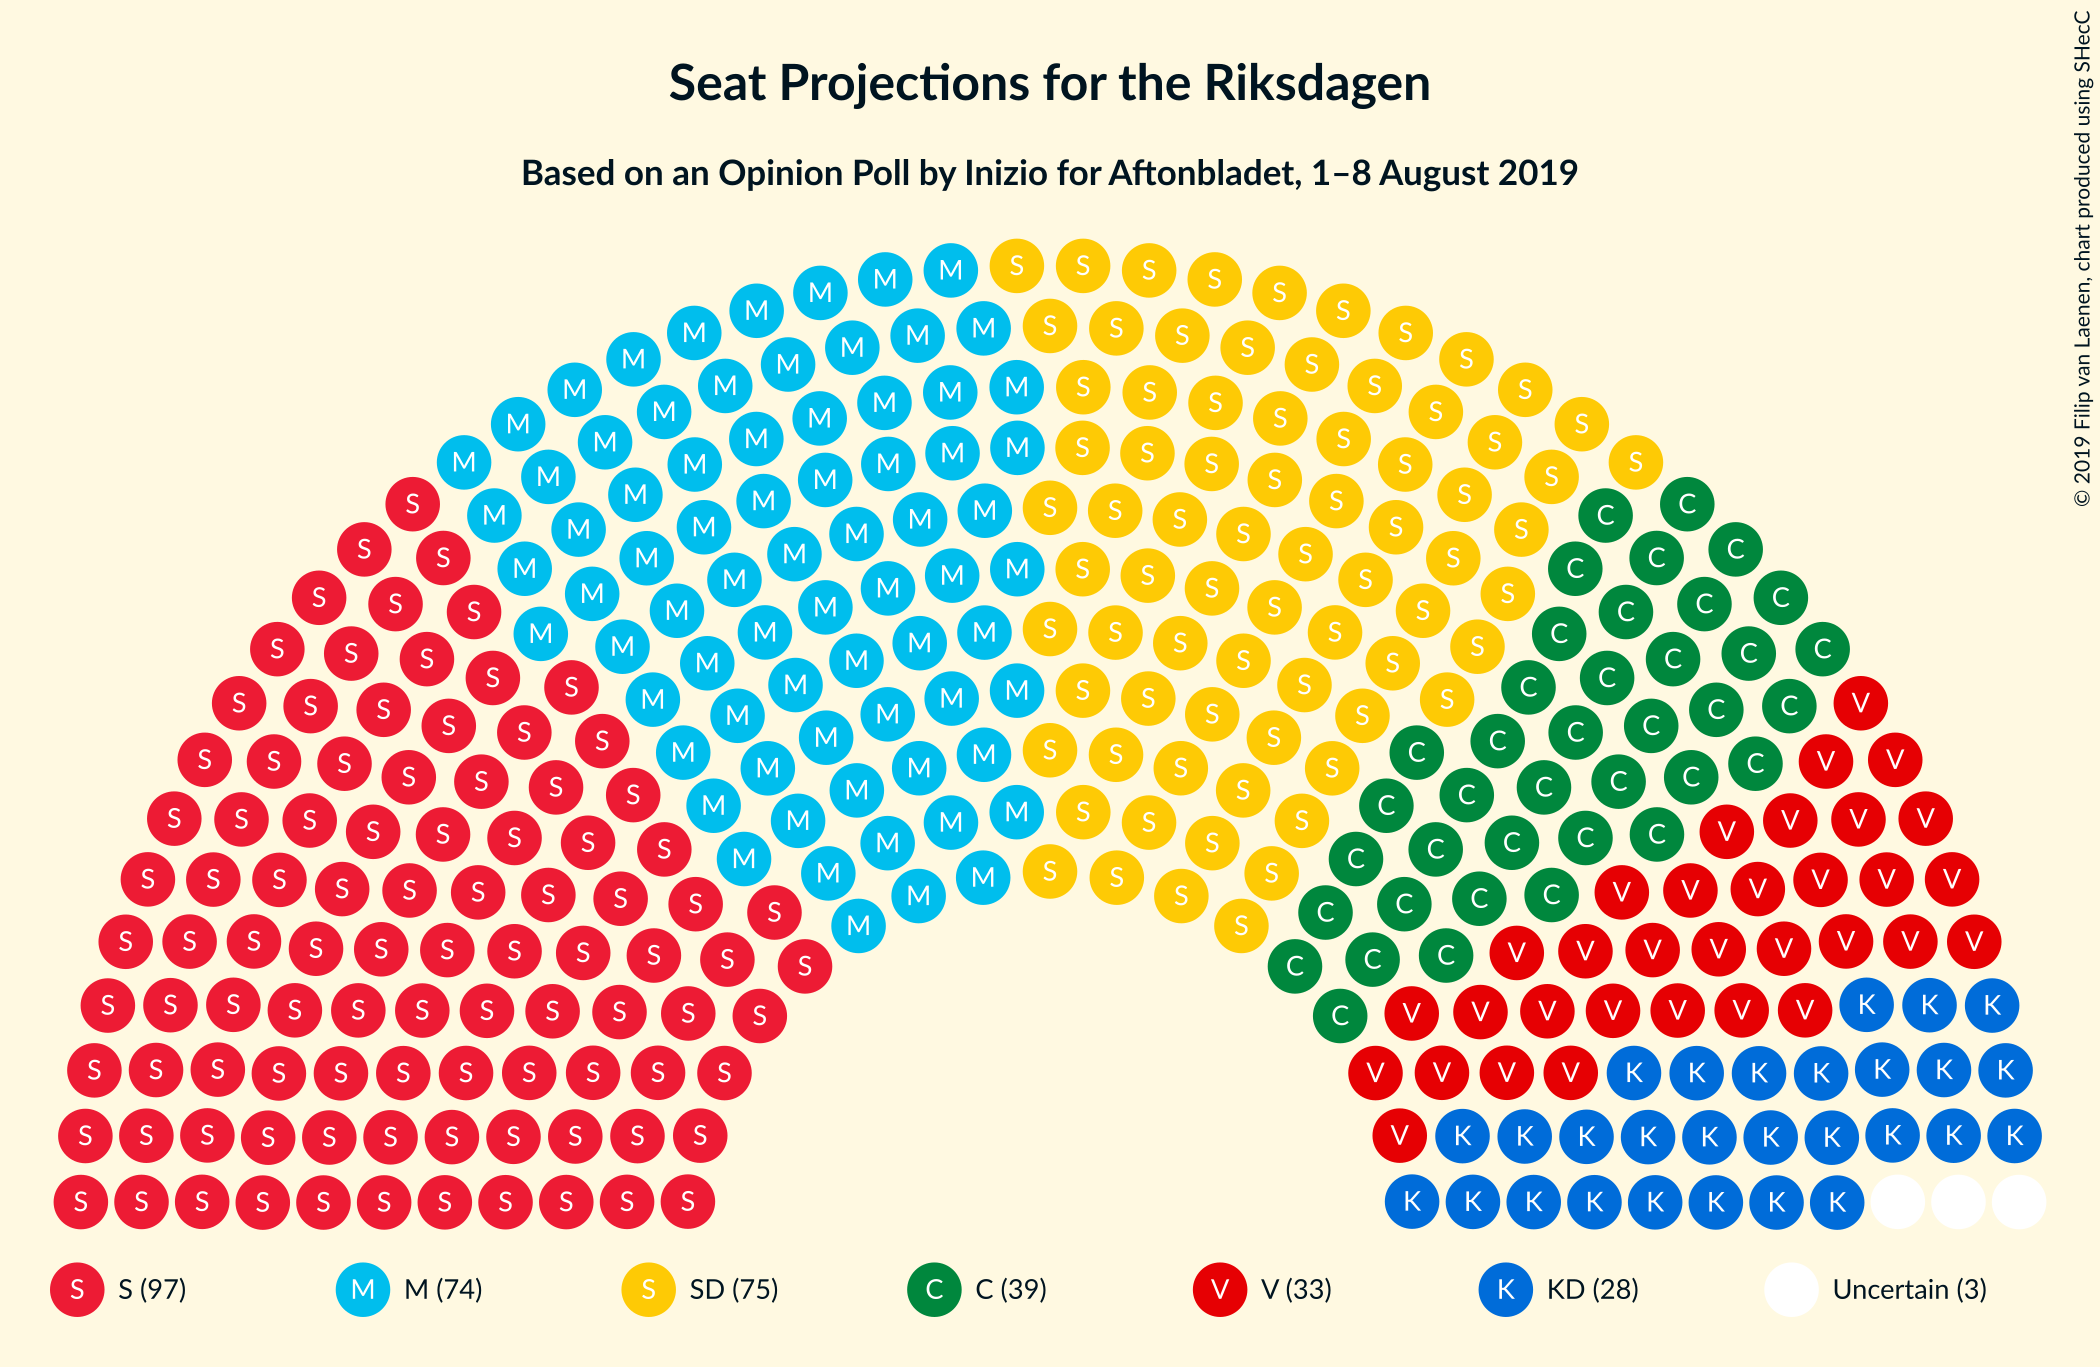 Seat Projections for the Riksdagen
Based on an Opinion Poll by Inizio for Aftonbladet, 1–8 August 2019
© 2019 Filip van Laenen, chart produced using SHecC
S S (97) M M (74) S SD (75) C C (39) V V (33) K KD (28) Uncertain (3)